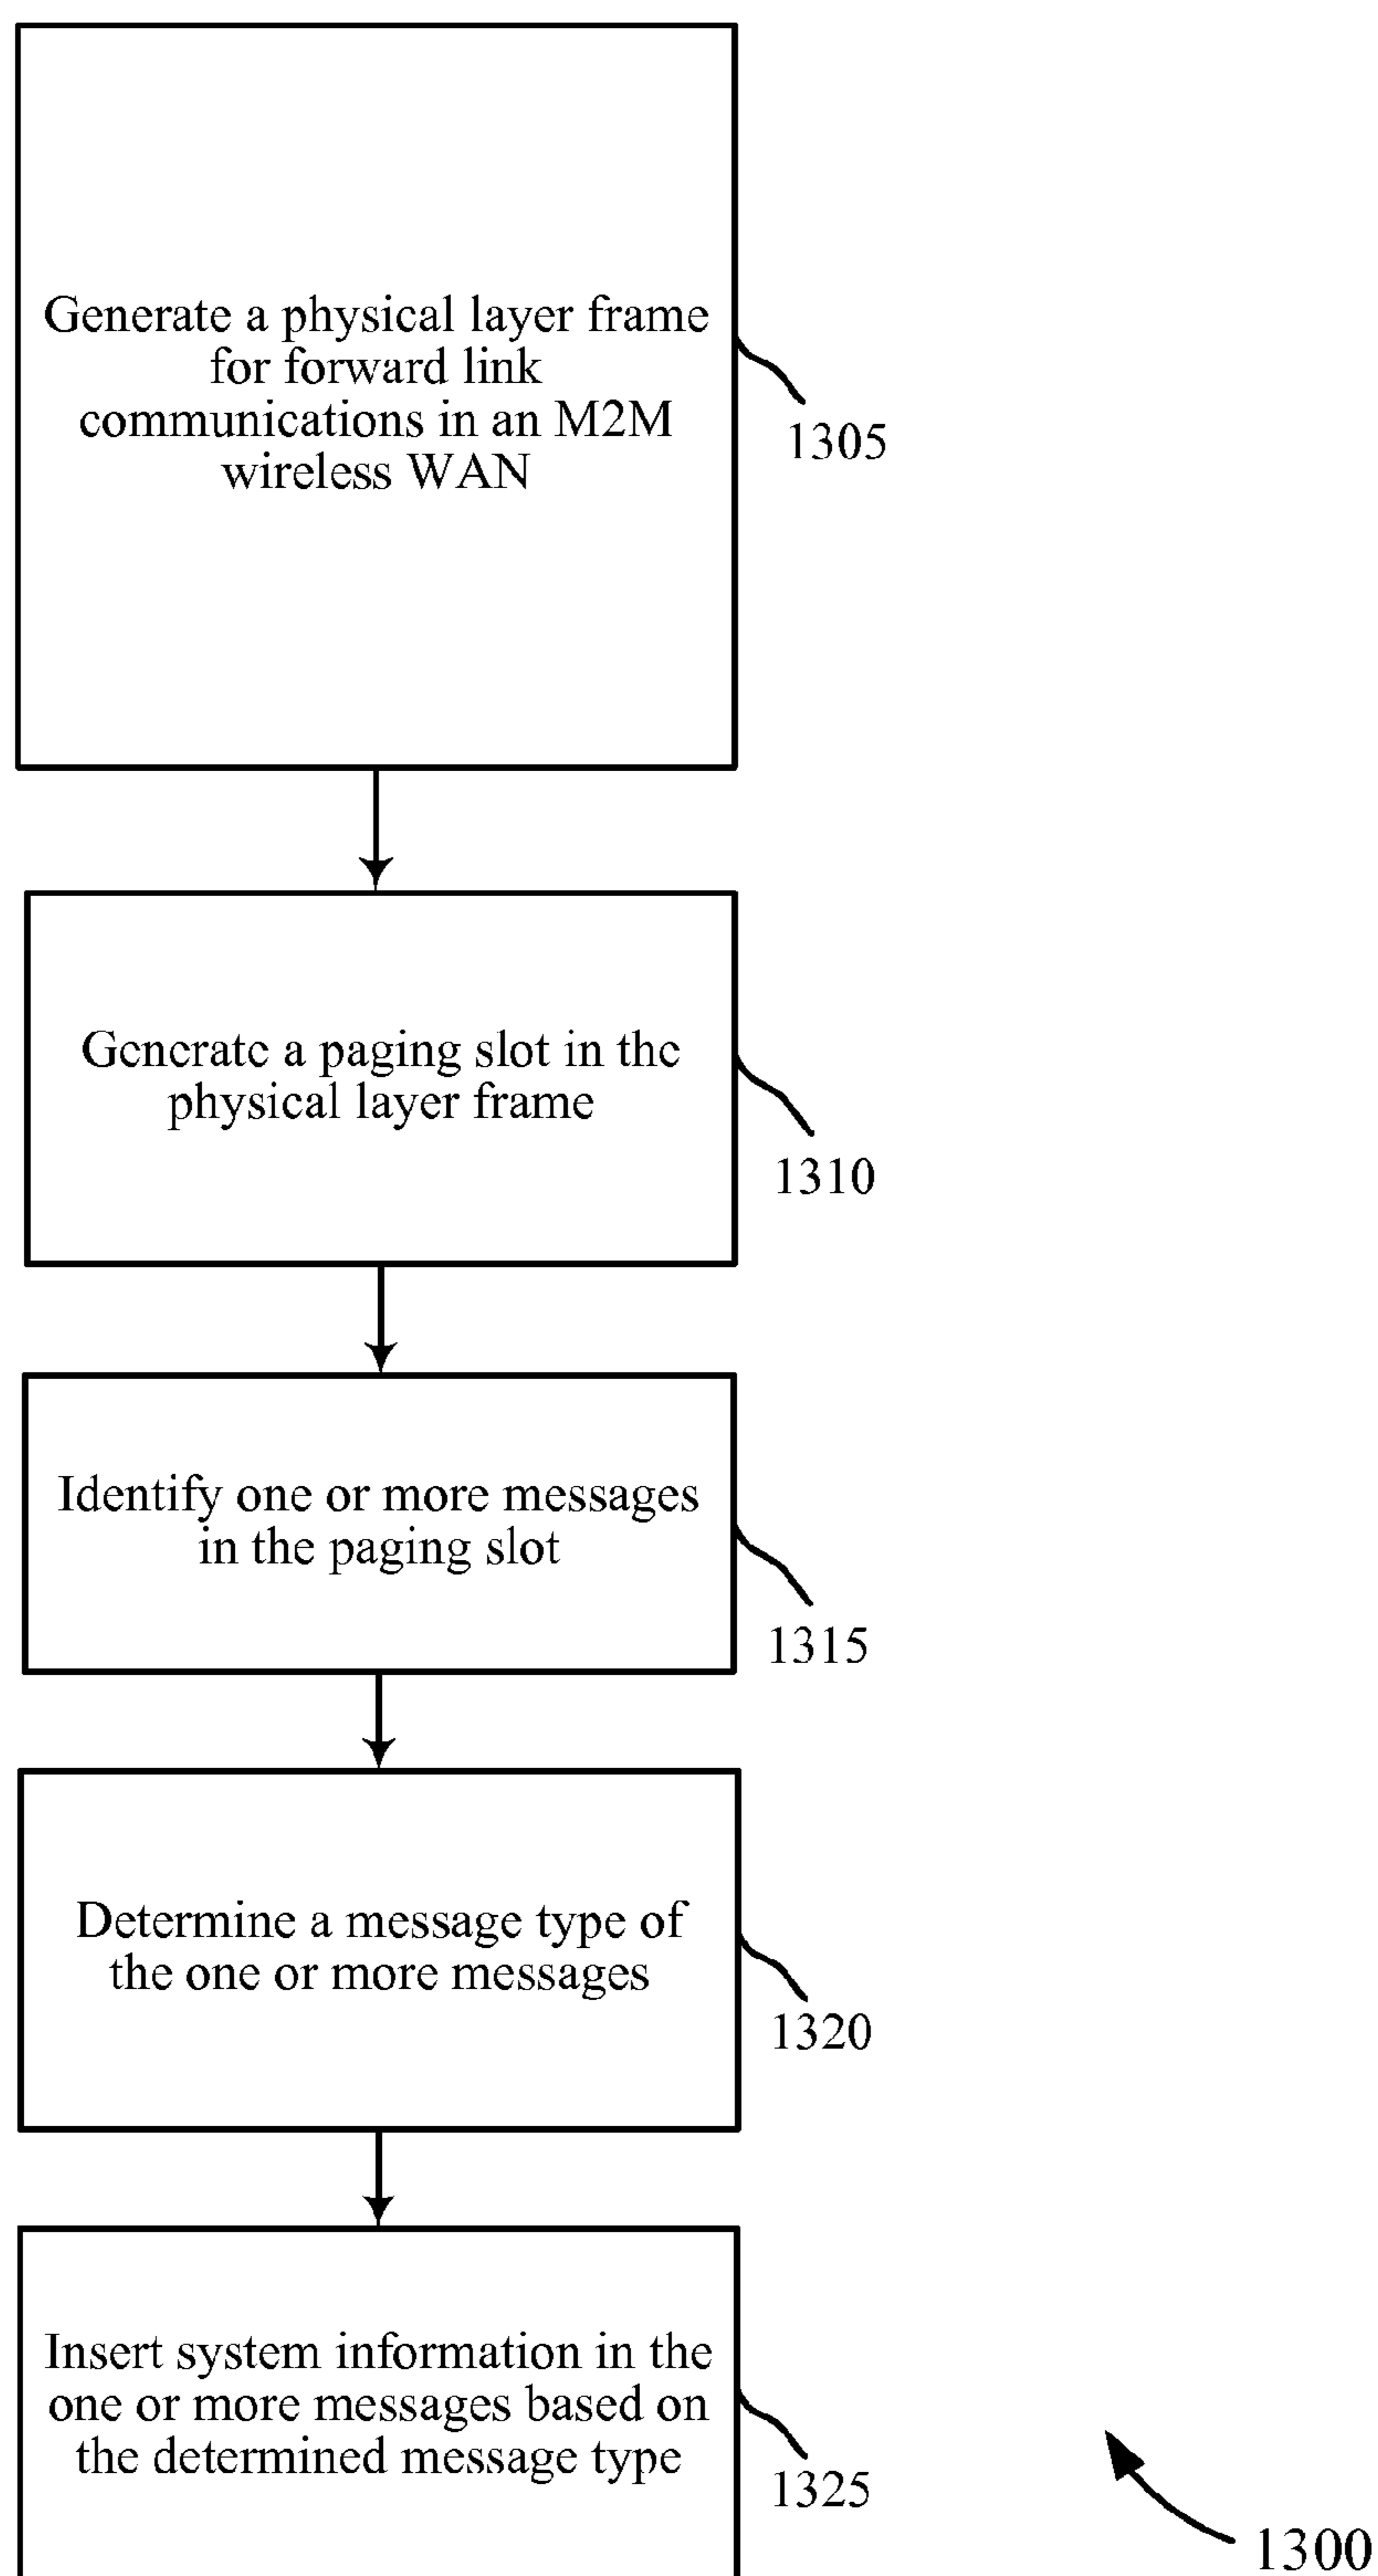 Generate a physical layer frame
for forward link
communications in an M2M
wireless WAN
1305
Generate a paging slot in the
physical layer frame
1310
Identify one or more messages
in the paging slot
1315
Determine a message type of
the one or more messages
1320
Insert system information in the
one or more messages based on
the determined message type
1325
1300